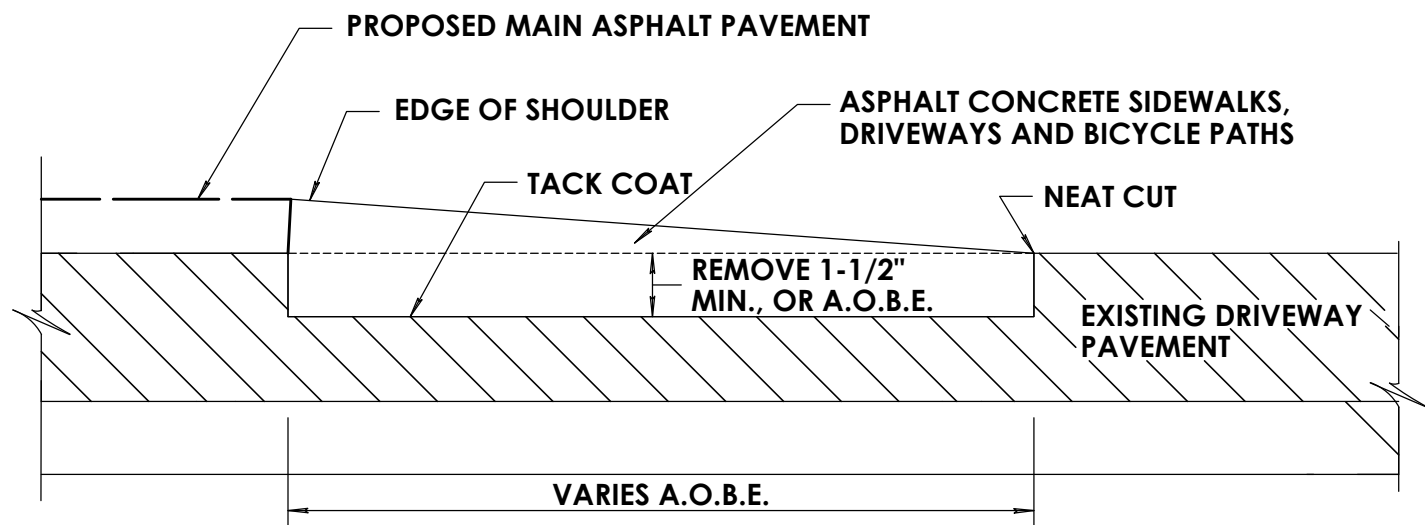 PROPOSED MAIN ASPHALT PAVEMENT
EDGE OF SHOULDER
ASPHALT CONCRETE SIDEWALKS,
DRIVEWAYS AND BICYCLE PATHS
TACK COAT
NEAT CUT
REMOVE 1-1/2"
MIN., OR A.O.B.E.
EXISTING DRIVEWAY
PAVEMENT
VARIES A.O.B.E.